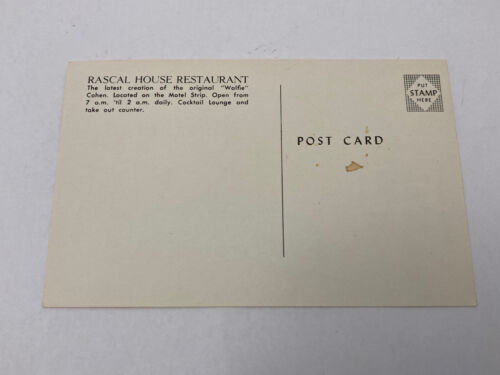 RASCAL HOUSE RESTAURANT
The latest creation of the original "Wolfie"
Cohen. Located on the Motel Strip. Open from
7 a.m. 'til 2 a.m. daily. Cocktail Lounge and
take out counter.
PUT
STAMP
HERE
POST CARD